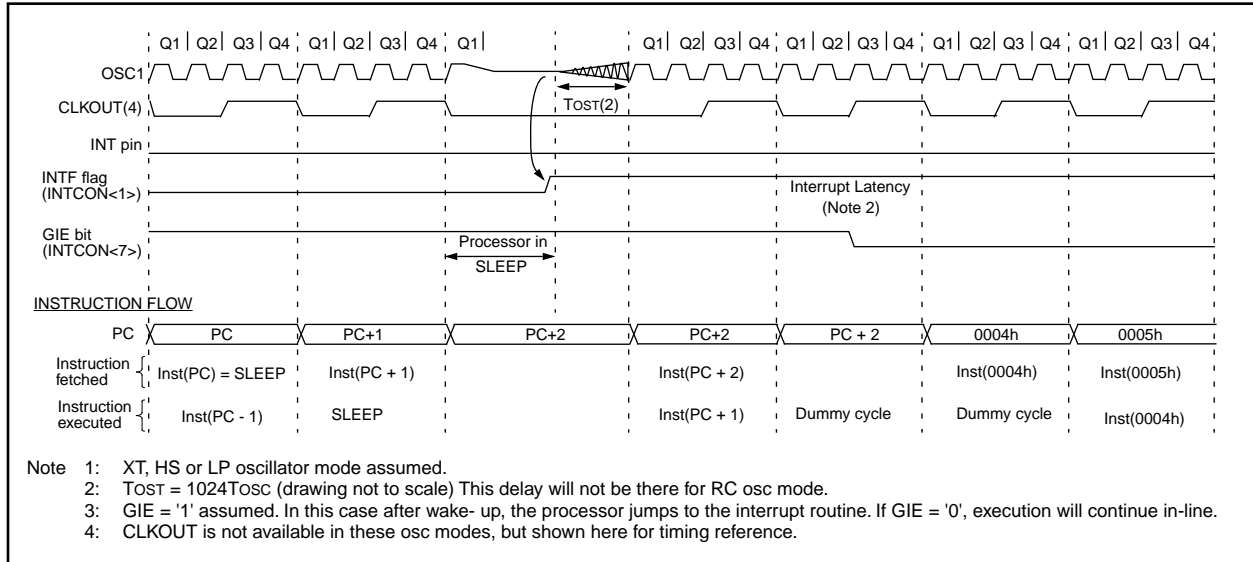 Q1 Q2 Q3 Q4 Q1 Q2 Q3 Q4 Q1 Q1 Q2 Q3 Q4 Q1 Q2 Q3 Q4 Q1 Q2 Q3 Q4 Q1 Q2 Q3 Q4
OSC1
TOST(2)
CLKOUT(4)
INT pin
INTF flag
(INTCON<1>)
Interrupt Latency
(Note 2)
GIE bit
(INTCON<7>)
Processor in
SLEEP
INSTRUCTION FLOW
PC PC PC+1 PC+2 PC+2 PC + 2 0004h 0005h
Instruction
fetched
Inst(PC) = SLEEP Inst(PC + 1) Inst(PC + 2) Inst(0004h) Inst(0005h)
Instruction
executed
Inst(PC - 1) SLEEP Inst(PC + 1) Dummy cycle Dummy cycle Inst(0004h)
Note 1: XT, HS or LP oscillator mode assumed.
2: TOST = 1024TOSC (drawing not to scale) This delay will not be there for RC osc mode.
3: GIE = '1' assumed. In this case after wake- up, the processor jumps to the interrupt routine. If GIE = '0', execution will continue in-line.
4: CLKOUT is not available in these osc modes, but shown here for timing reference.